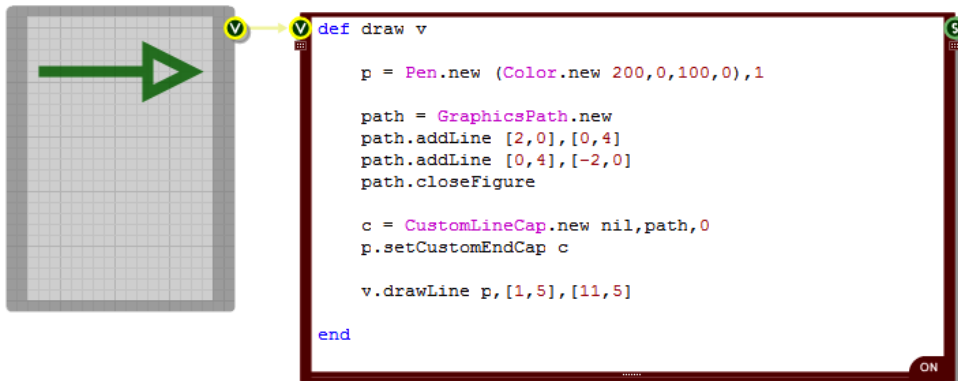 V V def draw v S
p = Pen.new (Color.new 200,0,100,0),1
path = GraphicsPath.new
path.addLine [2,0],[0,4]
path.addLine [0,4],[-2,0]
path.closeFigure
c = CustomLineCap.new nil,path,0
p.setCustomEndCap c
v.drawLine p,[1,5],[11,5]
end
ON